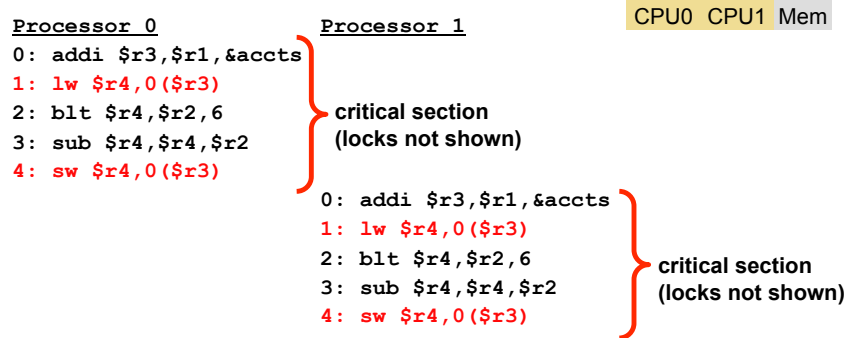 CPU0 CPU1 Mem
Processor 0 Processor 1
0: addi $r3,$r1,&accts
1: lw $r4,0($r3)
2: blt $r4,$r2,6
3: sub $r4,$r4,$r2
4: sw $r4,0($r3)
critical section
(locks not shown)
0: addi $r3,$r1,&accts
1: lw $r4,0($r3)
2: blt $r4,$r2,6
3: sub $r4,$r4,$r2
4: sw $r4,0($r3)
critical section
(locks not shown)